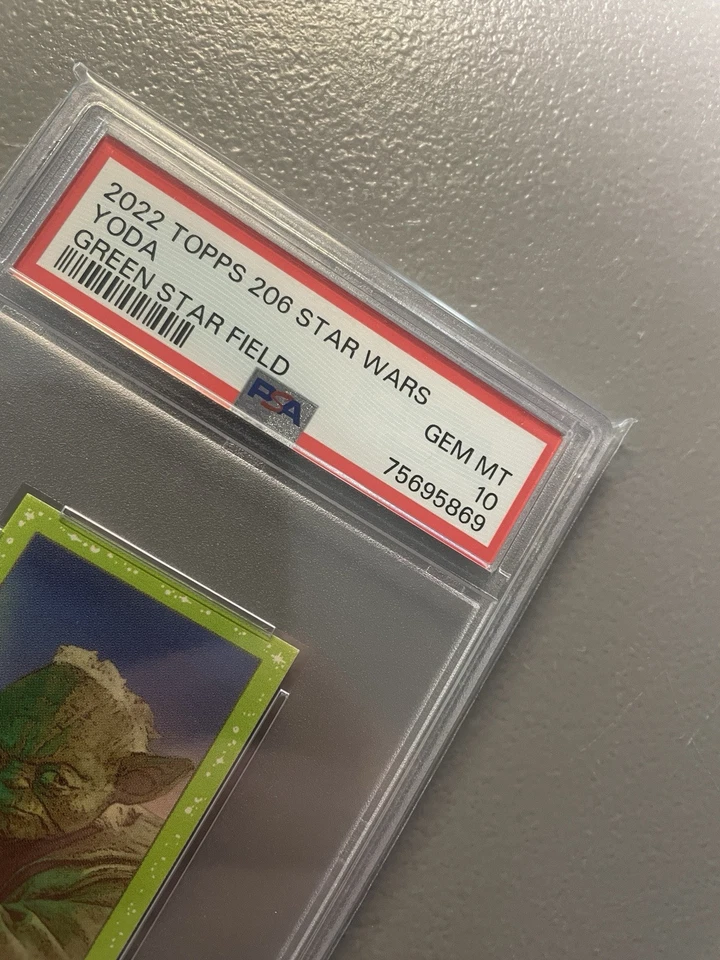 2022 TOPPS 206 STAR WARS
YODA
GREEN STAR FIELD
GEM MT
10
75695869
PSA